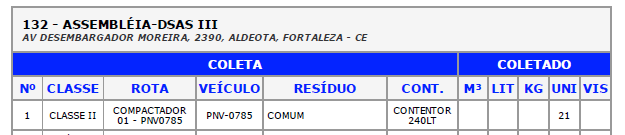 132 - ASSEMBLÉIA-DSAS III
AV DESEMBARGADOR MOREIRA, 2390, ALDEOTA, FORTALEZA - CE
COLETA COLETADO
Nº CLASSE ROTA VEÍCULO RESÍDUO CONT. M³ LIT KG UNI VIS
1 CLASSE II COMPACTADOR 01 - PNV0785 PNV-0785 COMUM CONTENTOR 240LT 21